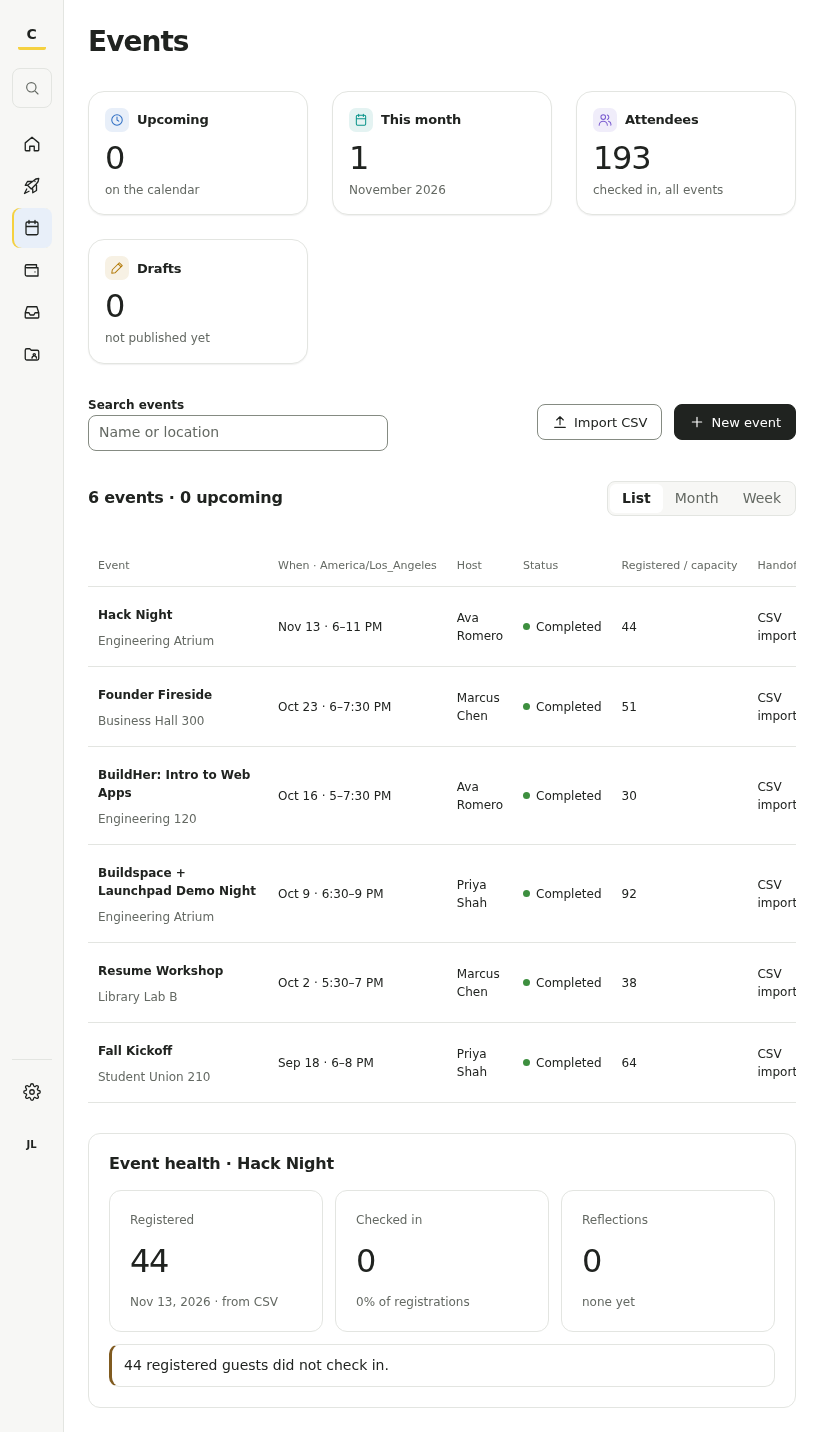 C
Events
Upcoming
0
on the calendar
This month
1
November 2026
Attendees
193
checked in, all events
Drafts
0
not published yet
Search events
Name or location
Import CSV
New event
6 events · 0 upcoming
List Month Week
Event When · America/Los_Angeles Host Status Registered / capacity
Hack Night
Engineering Atrium
Nov 13 · 6–11 PM
Ava
Romero
Completed
44
CSV
import
Founder Fireside
Business Hall 300
Oct 23 · 6–7:30 PM
Marcus
Chen
Completed
51
CSV
import
BuildHer: Intro to Web
Apps
Engineering 120
Oct 16 · 5–7:30 PM
Ava
Romero
Completed
30
CSV
import
Buildspace +
Launchpad Demo Night
Engineering Atrium
Oct 9 · 6:30–9 PM
Priya
Shah
Completed
92
CSV
import
Resume Workshop
Library Lab B
Oct 2 · 5:30–7 PM
Marcus
Chen
Completed
38
CSV
import
Fall Kickoff
Student Union 210
Sep 18 · 6–8 PM
Priya
Shah
Completed
64
CSV
import
JL
Event health · Hack Night
Registered
44
Nov 13, 2026 · from CSV
Checked in
0
0% of registrations
Reflections
0
none yet
44 registered guests did not check in.